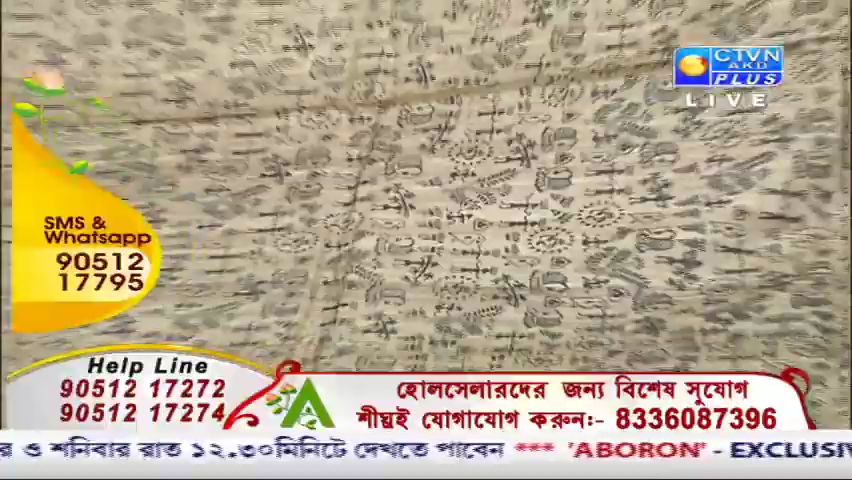 CTVN
AKD
PLUS
LIVE
SMS &
Whatsapp
90512
17795
Help Line
90512 17272
90512 17274
হোলসেলারদের জন্য বিশেষ সুযোগ
শীঘ্রই যোগাযোগ করুন:- 8336087396
র ও শনিবার রাত ১২.৩০মিনিটে দেখতে পাবেন *** 'ABORON' - EXCLUSIV